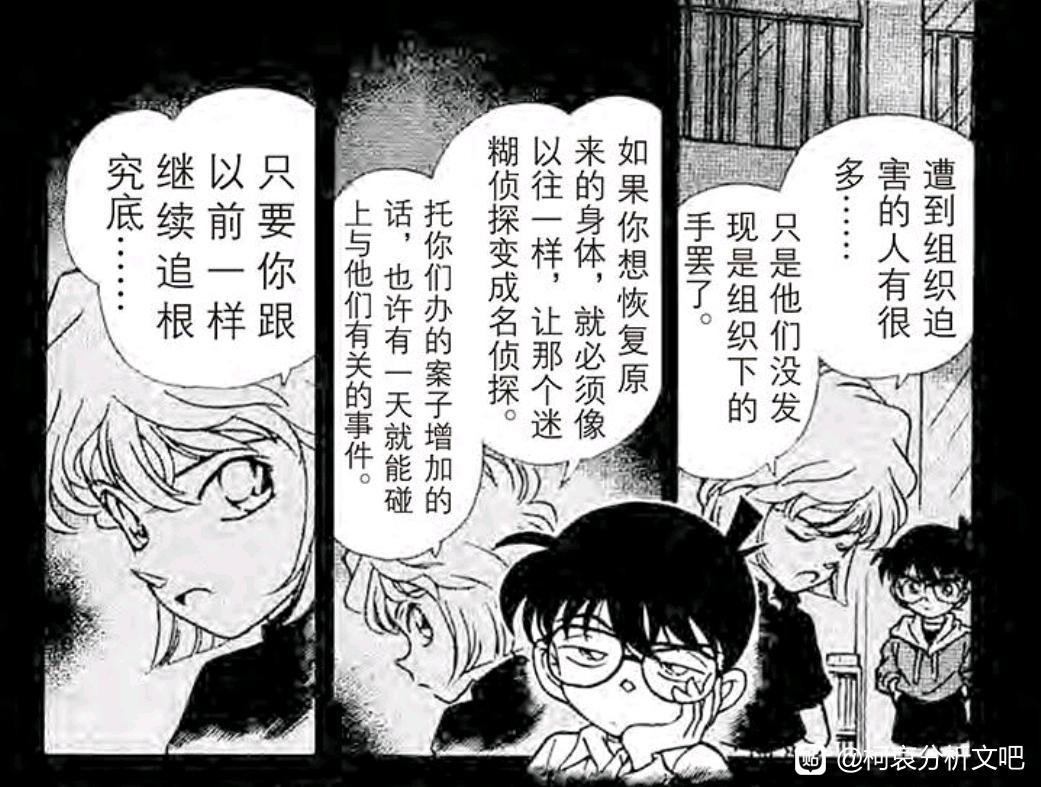 遭到组织迫
害的人有很
多……
只是他们没发
现是组织下的
手罢了。
如果你想恢复原
来的身体，就必须像
以往一样，让那个迷
糊侦探变成名侦探。
托你们办的案子增加的
话，也许有一天就能碰
上与他们有关的事件。
只要你跟
以前一样
继续追根
究底……
贴 @柯哀分析文吧